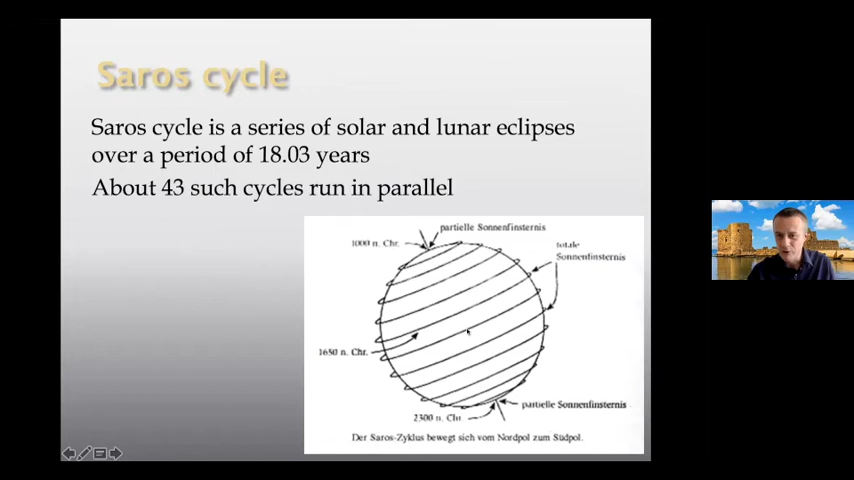 Saros cycle
Saros cycle is a series of solar and lunar eclipses
over a period of 18.03 years
About 43 such cycles run in parallel
partielle Sonnenfinsternis
1000 n. Chr.
totale
Sonnenfinsternis
1650 n. Chr.
partielle Sonnenfinsternis
2300 n. Chr.
Der Saros-Zyklus bewegt sich vom Nordpol zum Südpol.